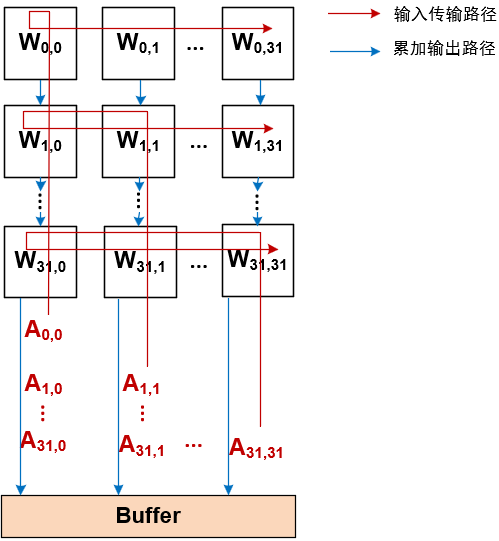 W0,0 W0,1 ... W0,31 输入传输路径
累加输出路径
W1,0 W1,1 ... W1,31
W31,0 W31,1 ... W31,31
A0,0
A1,0 A1,1
A31,0 A31,1 ... A31,31
Buffer